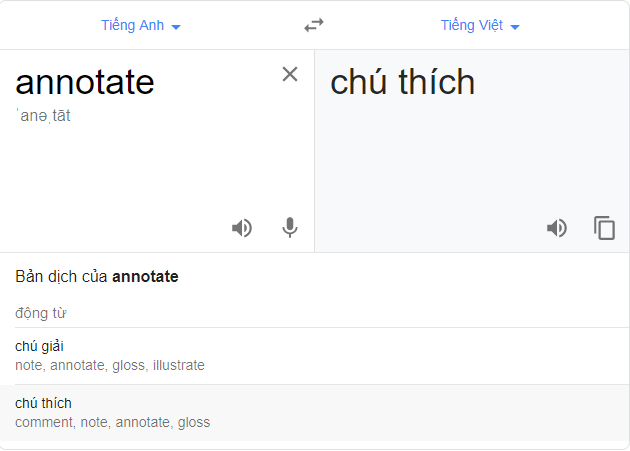 Tiếng Anh
Tiếng Việt
annotate
chú thích
ˈanəˌtāt
Bản dịch của annotate
động từ
chú giải
note, annotate, gloss, illustrate
chú thích
comment, note, annotate, gloss